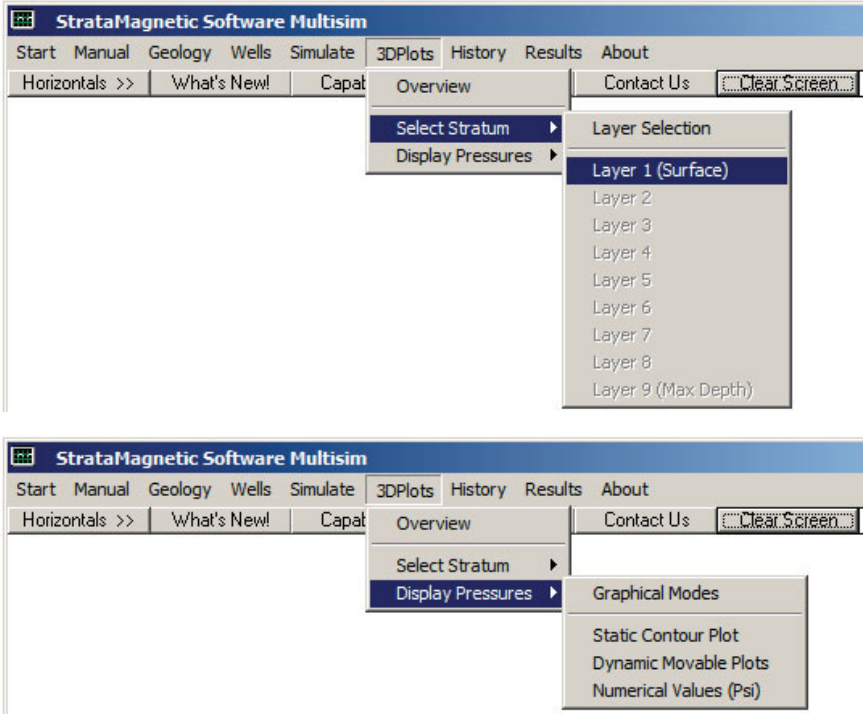 StrataMagnetic Software Multisim
Start Manual Geology Wells Simulate 3DPlots History Results About
Horizontals >> What's New! Capab Contact Us Clear Screen
Overview
Select Stratum
Display Pressures
Layer Selection
Layer 1 (Surface)
Layer 2
Layer 3
Layer 4
Layer 5
Layer 6
Layer 7
Layer 8
Layer 9 (Max Depth)
StrataMagnetic Software Multisim
Start Manual Geology Wells Simulate 3DPlots History Results About
Horizontals >> What's New! Capab Contact Us Clear Screen
Overview
Select Stratum
Display Pressures
Graphical Modes
Static Contour Plot
Dynamic Movable Plots
Numerical Values (Psi)